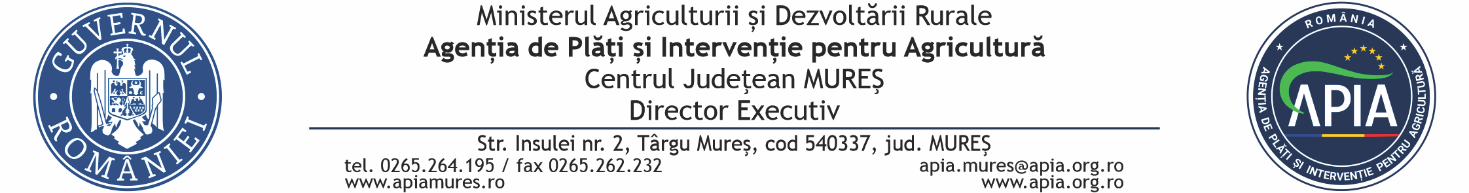 GUVERNUL ROMÂNIEI
Ministerul Agriculturii și Dezvoltării Rurale
Agenția de Plăți și Intervenție pentru Agricultură
Centrul Județean MUREȘ
Director Executiv
Str. Insulei nr. 2, Târgu Mureș, cod 540337, jud. MUREȘ
tel. 0265.264.195 / fax 0265.262.232 apia.mures@apia.org.ro
www.apiamures.ro www.apia.org.ro
ROMÂNIA
APIA
AGENȚIA DE PLĂȚI ȘI INTERVENȚIE PENTRU AGRICULTURĂ